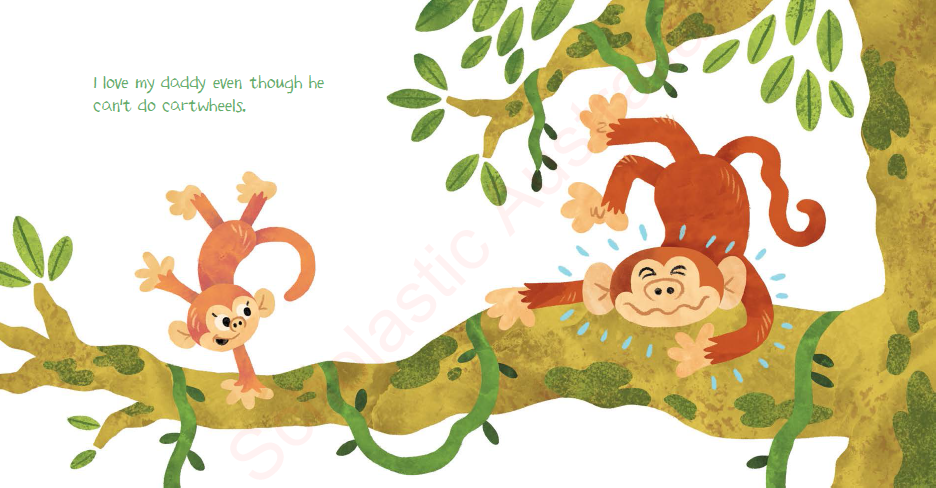 I love my daddy even though he
can't do cartwheels.
Scholastic Australia